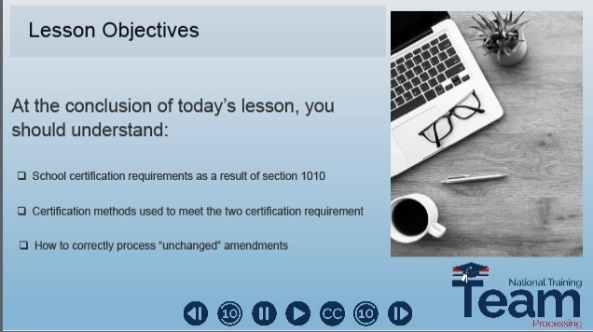 Lesson Objectives
At the conclusion of today's lesson, you
should understand:
School certification requirements as a result of section 1010
Certification methods used to meet the two certification requirement
How to correctly process "unchanged" amendments
10
CC
10
National Training
Team
Processing